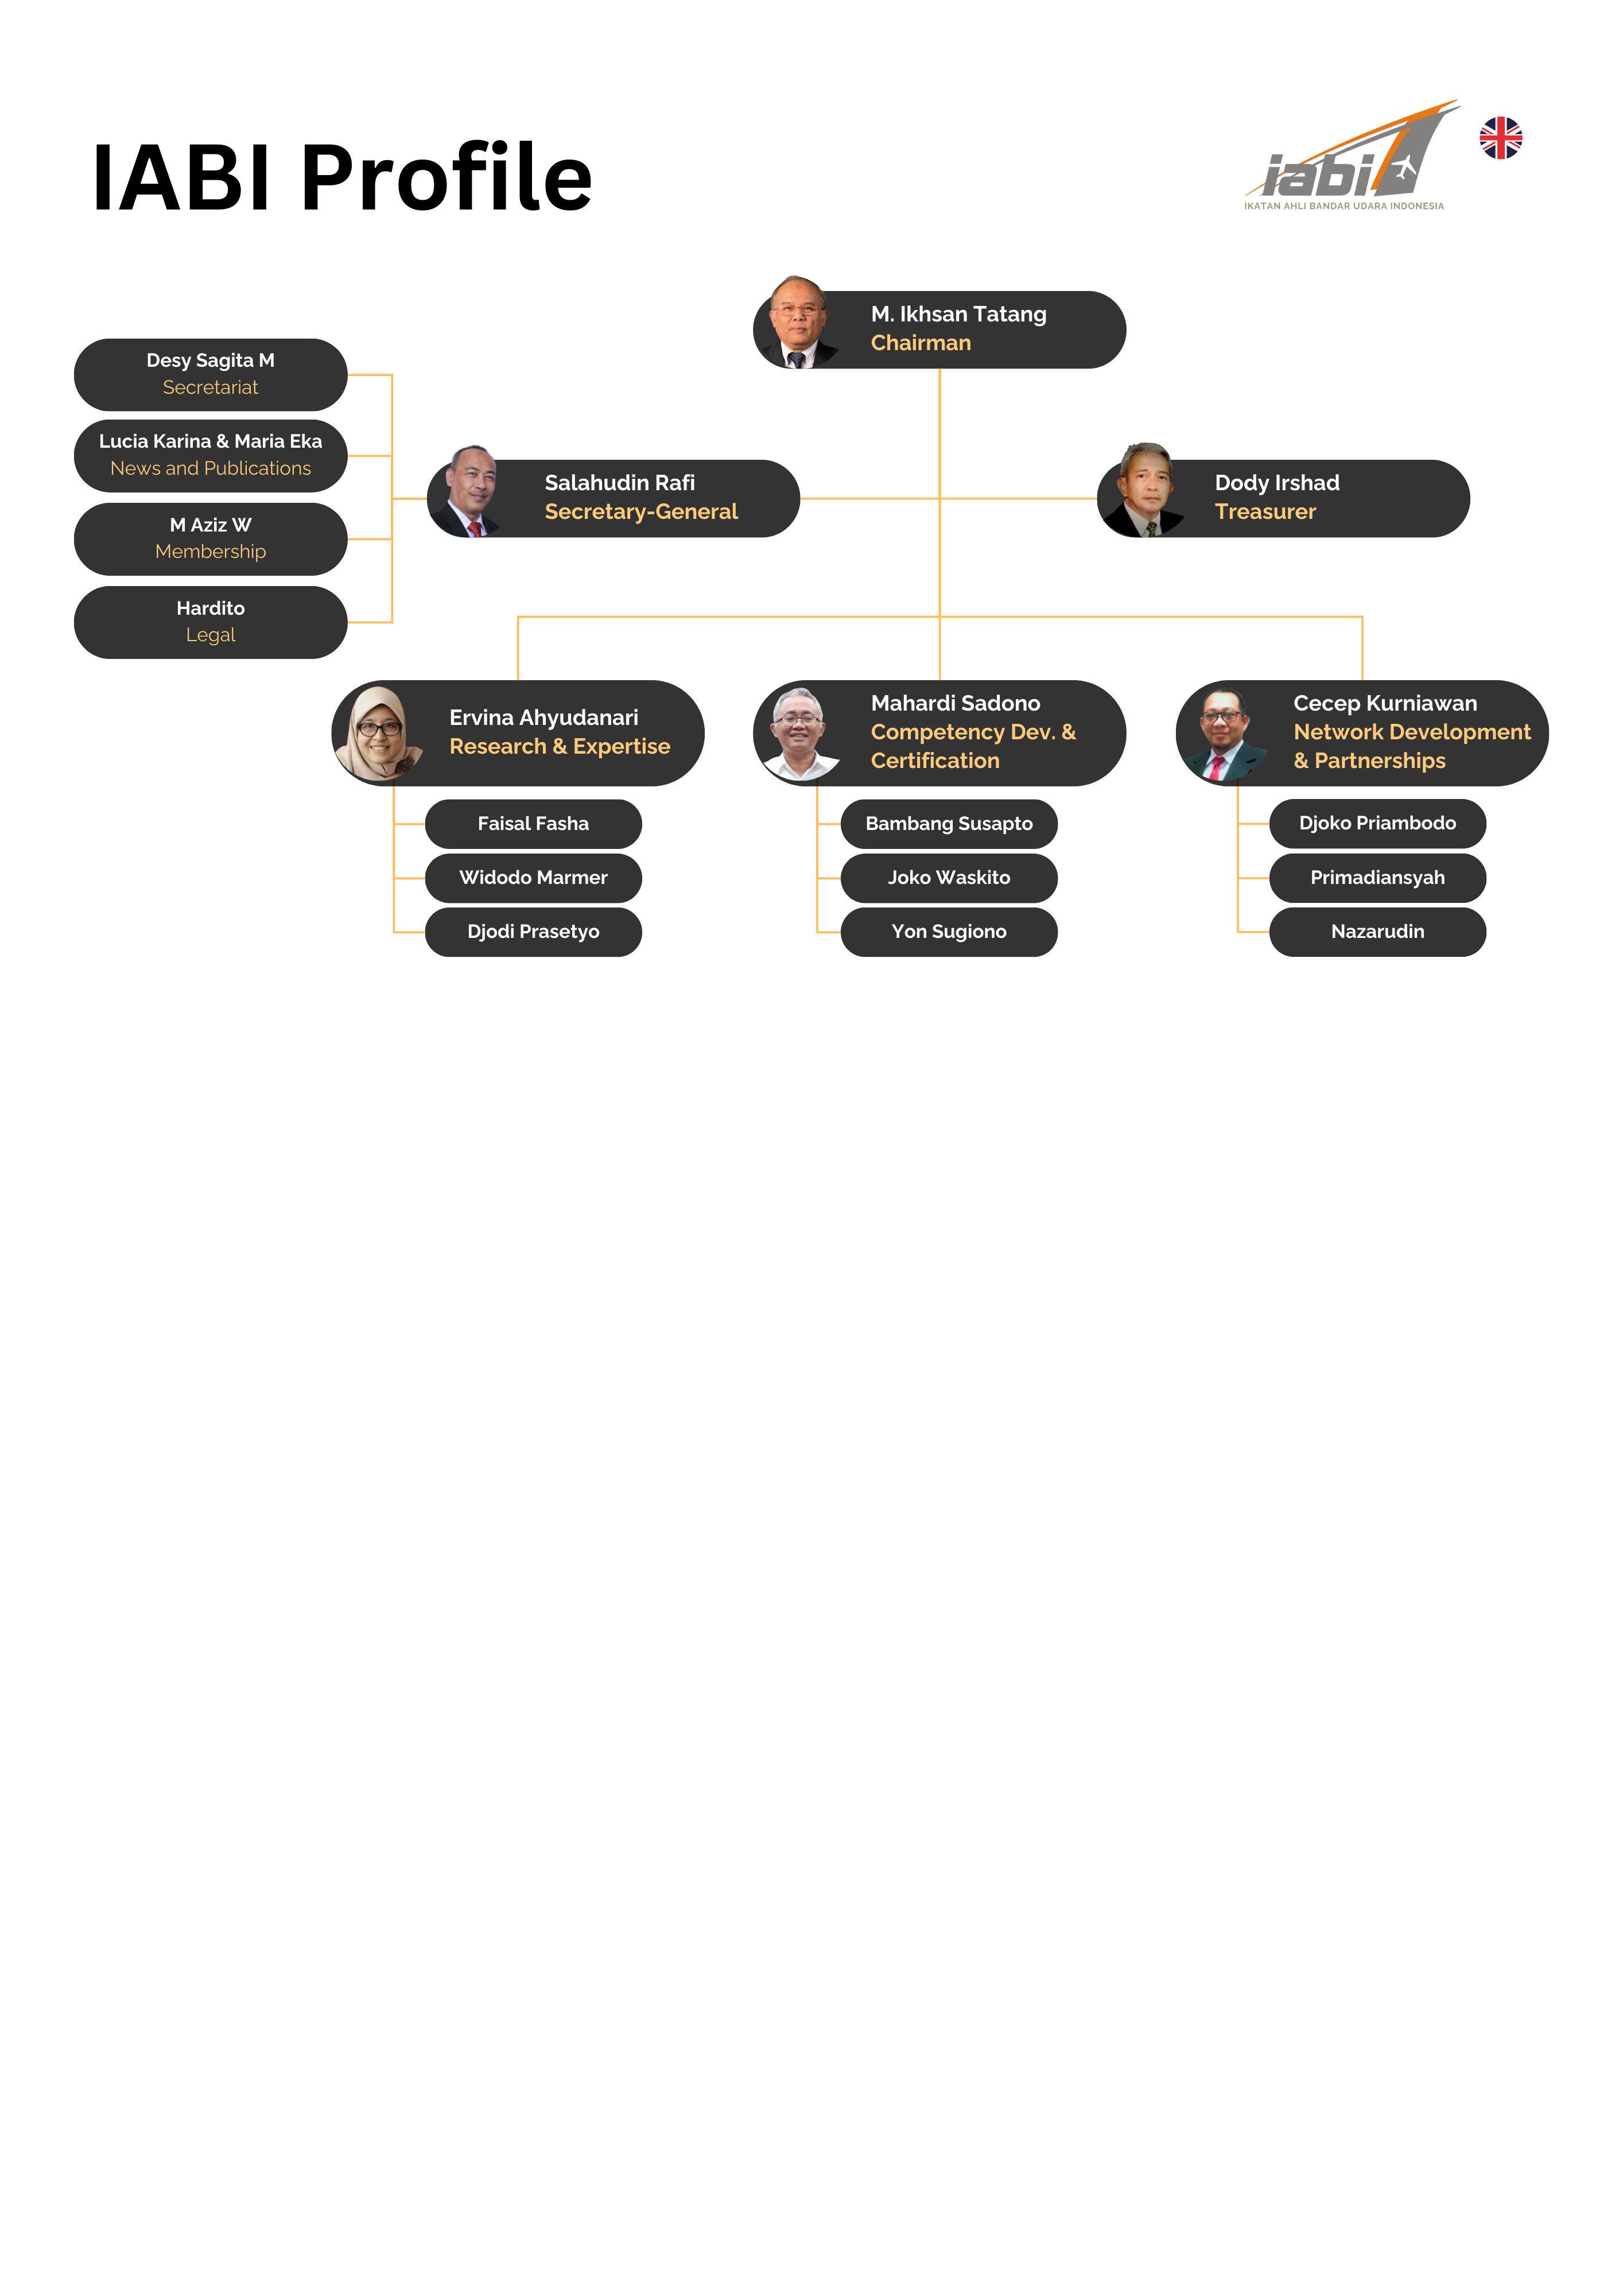 IABI Profile
iabi
IKATAN AHLI BANDAR UDARA INDONESIA
M. Ikhsan Tatang
Chairman
Desy Sagita M
Secretariat
Lucia Karina & Maria Eka
News and Publications
M Aziz W
Membership
Hardito
Legal
Salahudin Rafi
Secretary-General
Dody Irshad
Treasurer
Ervina Ahyudanari
Research & Expertise
Faisal Fasha
Widodo Marmer
Djodi Prasetyo
Mahardi Sadono
Competency Dev. &
Certification
Bambang Susapto
Joko Waskito
Yon Sugiono
Cecep Kurniawan
Network Development
& Partnerships
Djoko Priambodo
Primadiansyah
Nazarudin